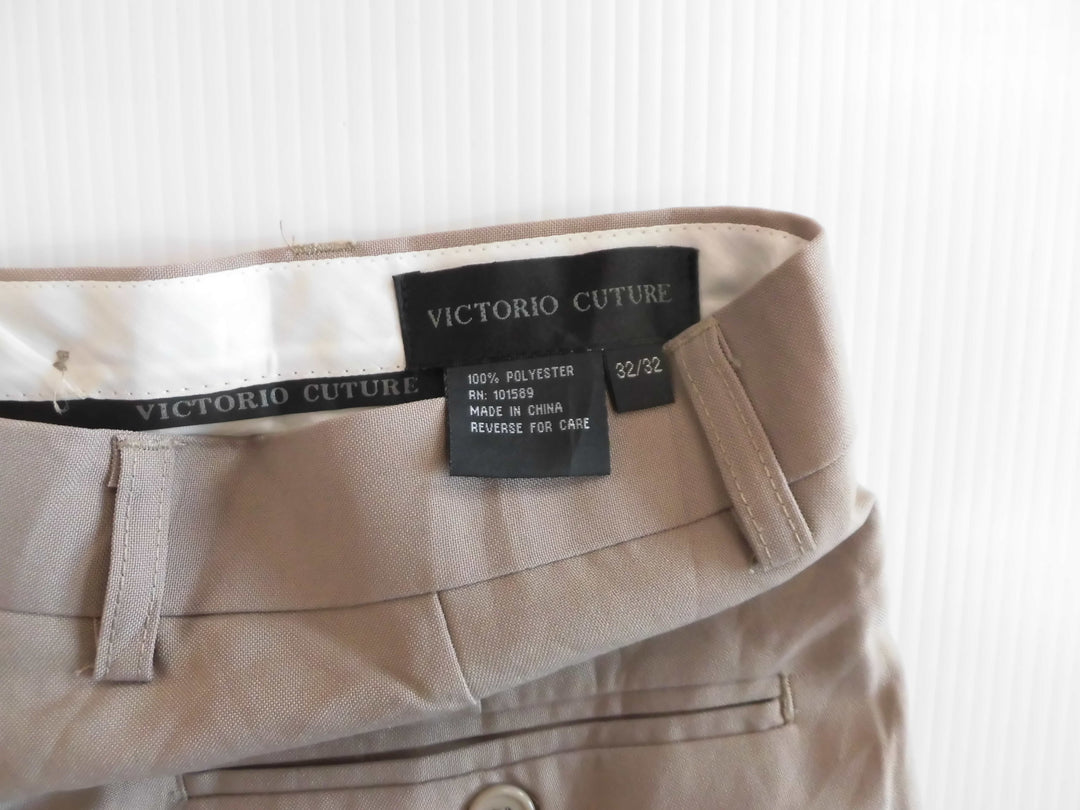 VICTORIO CUTURE
32/32
100% POLYESTER
RN: 101589
MADE IN CHINA
REVERSE FOR CARE
VICTORIO CUTURE